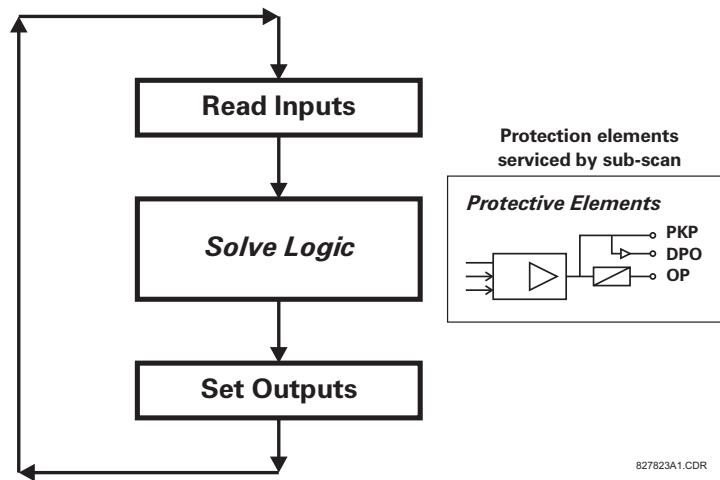 Read Inputs
Solve Logic
Set Outputs
Protection elements
serviced by sub-scan
Protective Elements
PKP
DPO
OP
827823A1.CDR